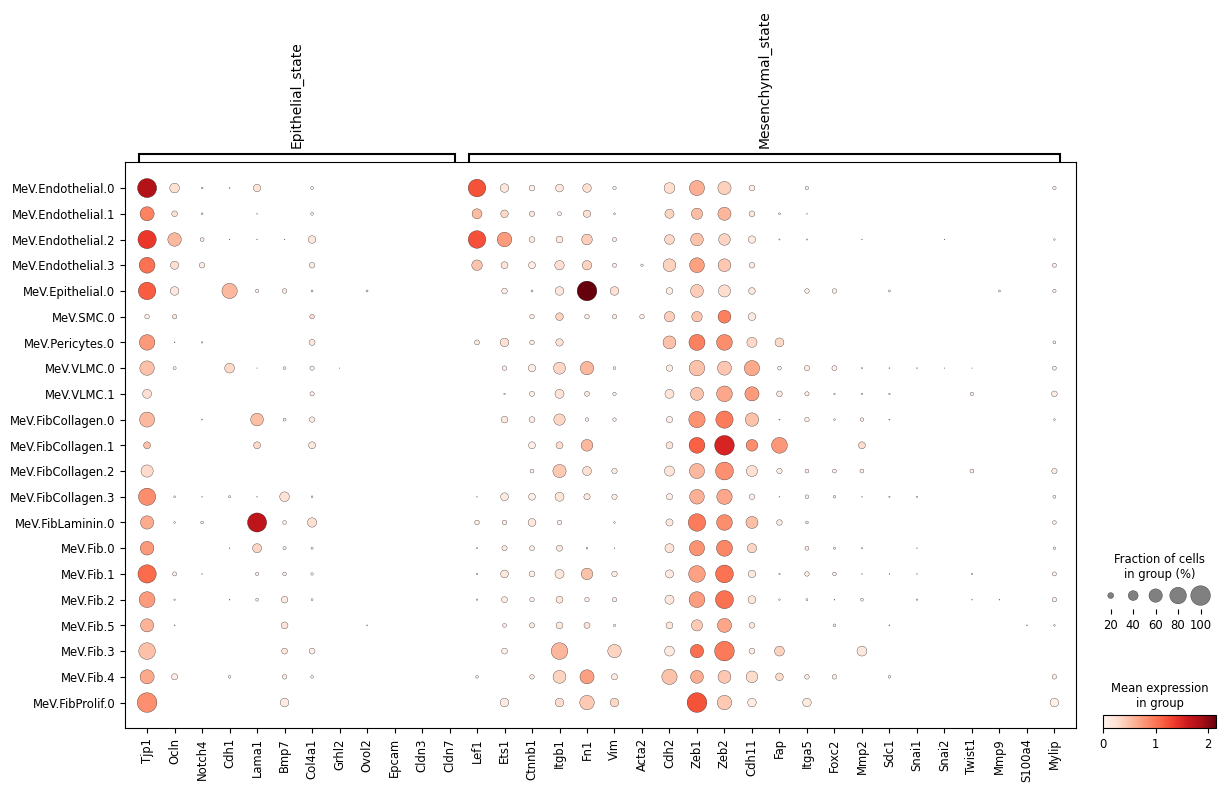 Epithelial_state
Mesenchymal_state
MeV.Endothelial.0
MeV.Endothelial.1
MeV.Endothelial.2
MeV.Endothelial.3
MeV.Epithelial.0
MeV.SMC.0
MeV.Pericytes.0
MeV.VLMC.0
MeV.VLMC.1
MeV.FibCollagen.0
MeV.FibCollagen.1
MeV.FibCollagen.2
MeV.FibCollagen.3
MeV.FibLaminin.0
MeV.Fib.0
MeV.Fib.1
MeV.Fib.2
MeV.Fib.5
MeV.Fib.3
MeV.Fib.4
MeV.FibProlif.0
Tjp1
Ocln
Notch4
Cdh1
Lama1
Bmp7
Col4a1
Grhl2
Ovol2
Epcam
Cldn3
Cldn7
Lef1
Ets1
Ctnnb1
Itgb1
Fn1
Vim
Acta2
Cdh2
Zeb1
Zeb2
Cdh11
Fap
Itga5
Foxc2
Mmp2
Sdc1
Snai1
Snai2
Twist1
Mmp9
S100a4
Mylip
Fraction of cells
in group (%)
20 40 60 80 100
Mean expression
in group
0 1 2